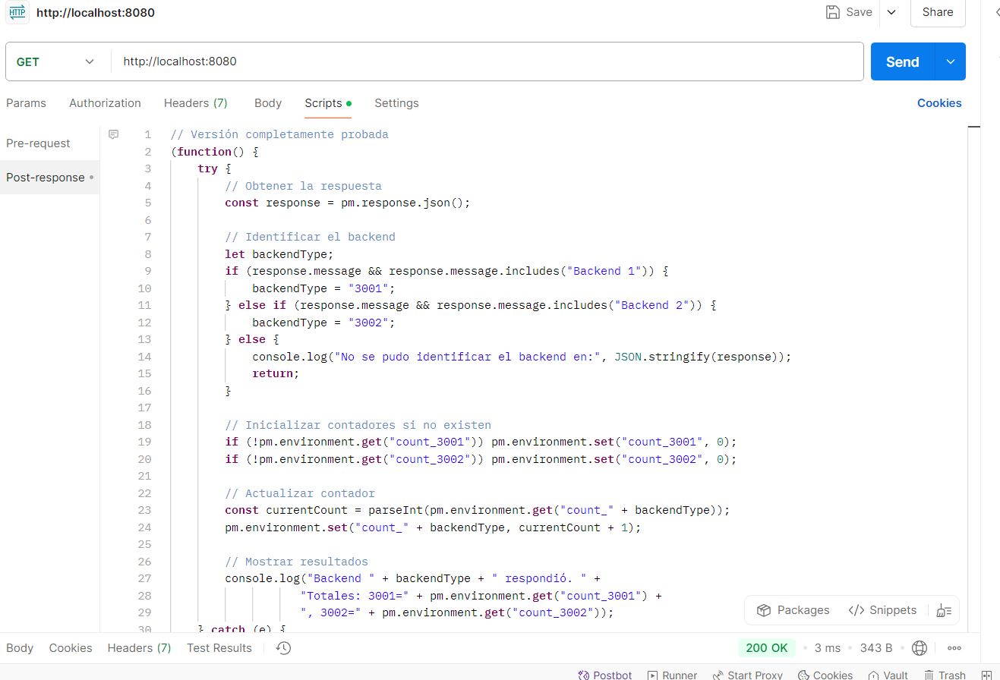 HTTP http://localhost:8080 Save Share
GET http://localhost:8080 Send
Params Authorization Headers (7) Body Scripts Settings Cookies
Pre-request
Post-response
1 // Versión completamente probada
2 (function() {
3 try {
4 // Obtener la respuesta
5 const response = pm.response.json();
6
7 // Identificar el backend
8 let backendType;
9 if (response.message && response.message.includes("Backend 1")) {
10 backendType = "3001";
11 } else if (response.message && response.message.includes("Backend 2")) {
12 backendType = "3002";
13 } else {
14 console.log("No se pudo identificar el backend en:", JSON.stringify(response));
15 return;
16 }
17
18 // Inicializar contadores si no existen
19 if (!pm.environment.get("count_3001")) pm.environment.set("count_3001", 0);
20 if (!pm.environment.get("count_3002")) pm.environment.set("count_3002", 0);
21
22 // Actualizar contador
23 const currentCount = parseInt(pm.environment.get("count_" + backendType));
24 pm.environment.set("count_" + backendType, currentCount + 1);
25
26 // Mostrar resultados
27 console.log("Backend " + backendType + " respondió. " +
28 "Totales: 3001=" + pm.environment.get("count_3001") +
29 ", 3002=" + pm.environment.get("count_3002"));
30 } catch (e) {
Packages </> Snippets
Body Cookies Headers (7) Test Results 200 OK • 3 ms • 343 B
Postbot Runner Start Proxy Cookies Vault Trash